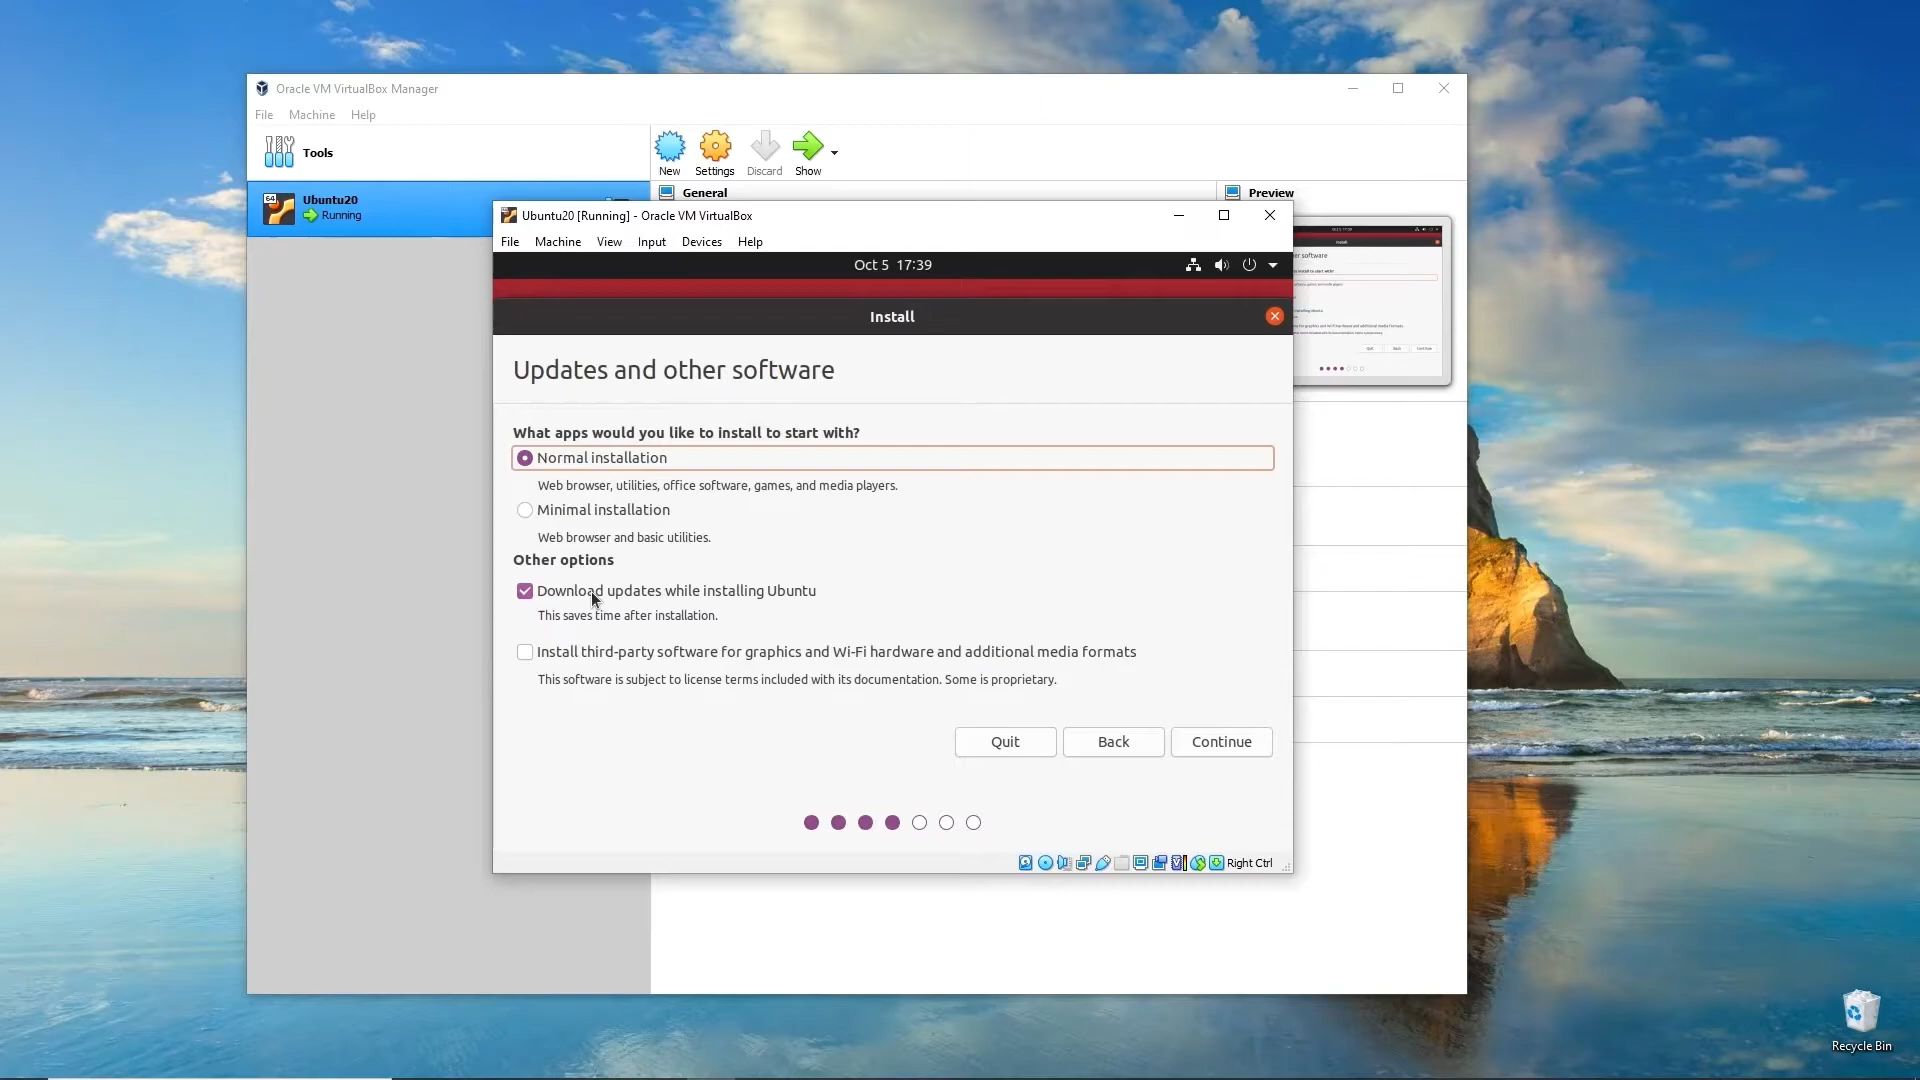 Oracle VM VirtualBox Manager
File Machine Help
Tools
New Settings Discard Show
64
Ubuntu20
Running
General
Preview
Ubuntu20 [Running] - Oracle VM VirtualBox
File Machine View Input Devices Help
Oct 5 17:39
Install
Updates and other software
What apps would you like to install to start with?
Normal installation
Web browser, utilities, office software, games, and media players.
Minimal installation
Web browser and basic utilities.
Other options
Download updates while installing Ubuntu
This saves time after installation.
Install third-party software for graphics and Wi-Fi hardware and additional media formats
This software is subject to license terms included with its documentation. Some is proprietary.
Quit Back Continue
Right Ctrl
Recycle Bin